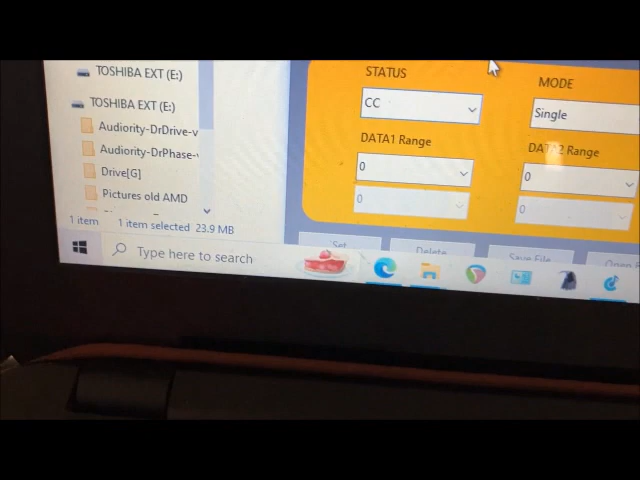 TOSHIBA EXT (E:)
TOSHIBA EXT (E:)
Audiority-DrDrive-v
Audiority-DrPhase-
Drive[G]
Pictures old AMD
1 item
1 item selected 23.9 MB
STATUS
MODE
CC
Single
DATA1 Range
DATA2 Range
0
0
0
0
Set
Delete
Save File
Open
Type here to search